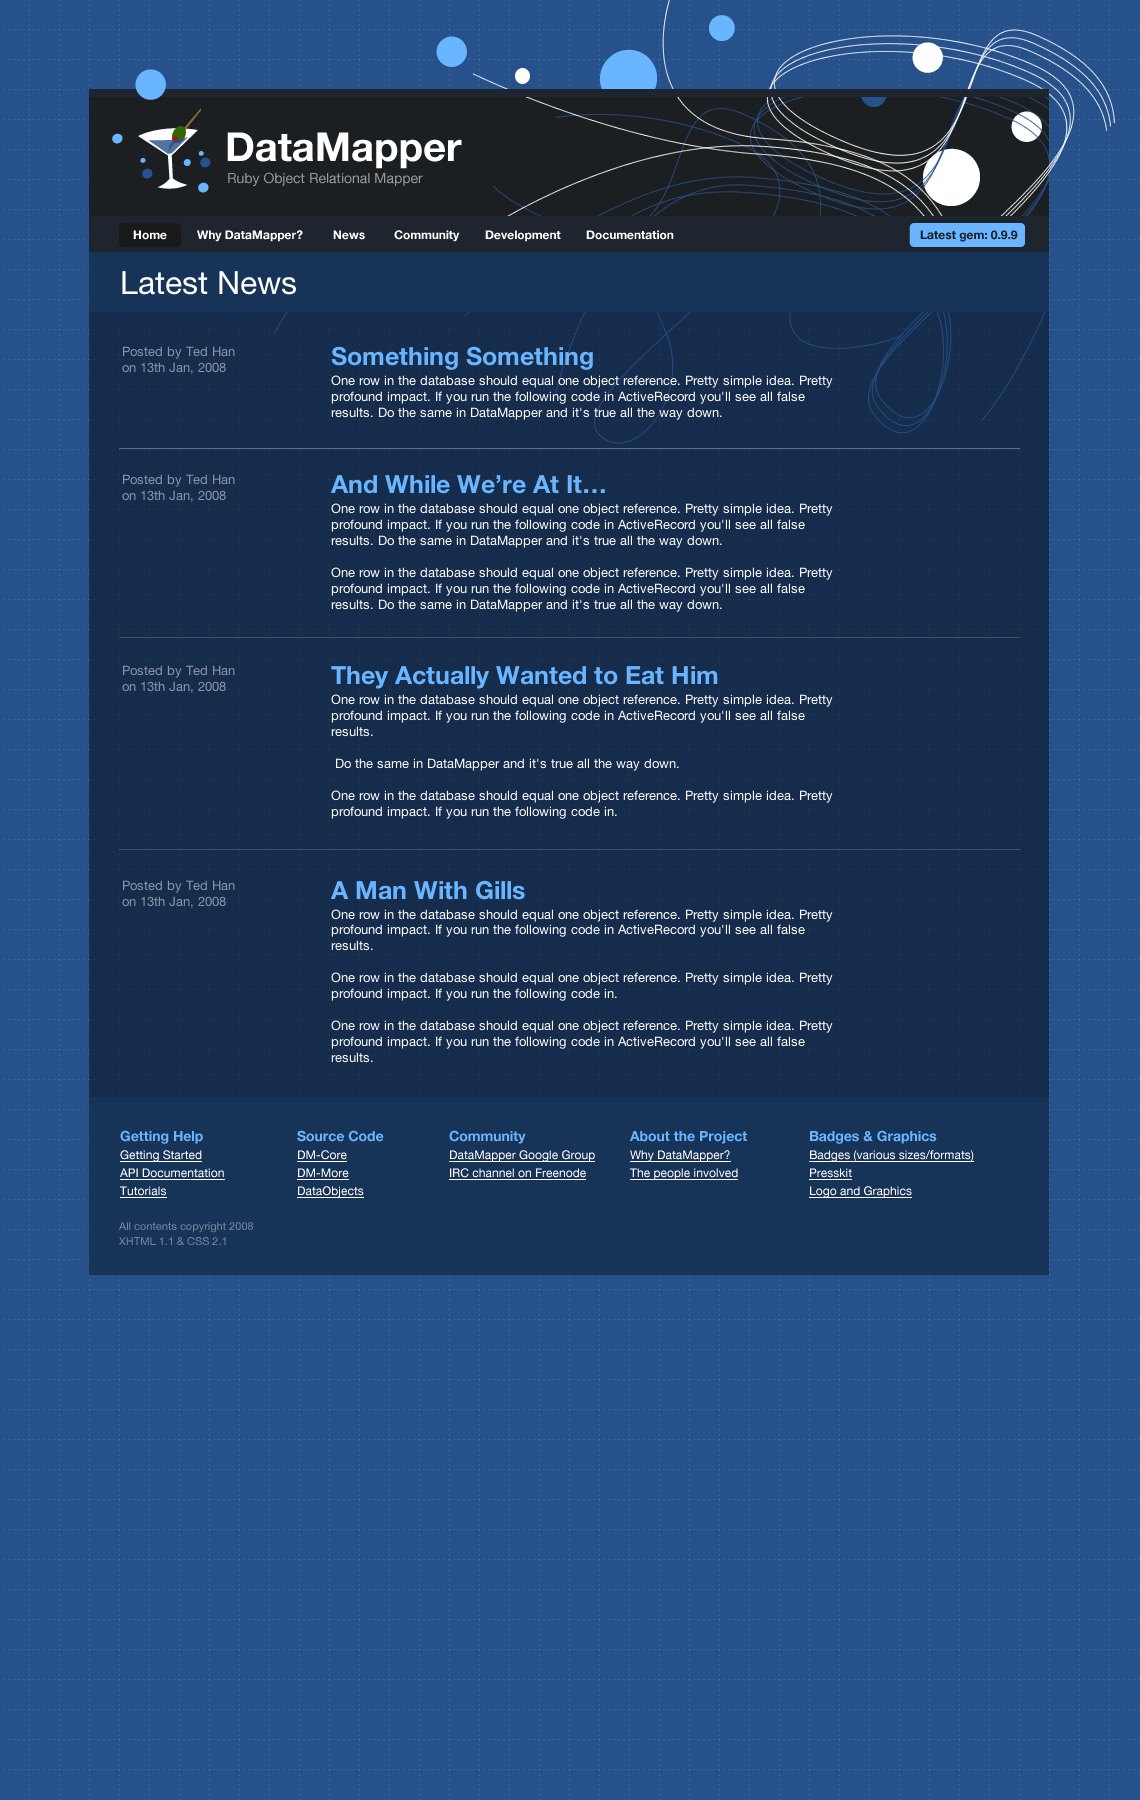 DataMapper
Ruby Object Relational Mapper
Home Why DataMapper? News Community Development Documentation Latest gem: 0.9.9
Latest News
Posted by Ted Han
on 13th Jan, 2008
Something Something
One row in the database should equal one object reference. Pretty simple idea. Pretty
profound impact. If you run the following code in ActiveRecord you'll see all false
results. Do the same in DataMapper and it's true all the way down.
Posted by Ted Han
on 13th Jan, 2008
And While We’re At It…
One row in the database should equal one object reference. Pretty simple idea. Pretty
profound impact. If you run the following code in ActiveRecord you'll see all false
results. Do the same in DataMapper and it's true all the way down.
One row in the database should equal one object reference. Pretty simple idea. Pretty
profound impact. If you run the following code in ActiveRecord you'll see all false
results. Do the same in DataMapper and it's true all the way down.
Posted by Ted Han
on 13th Jan, 2008
They Actually Wanted to Eat Him
One row in the database should equal one object reference. Pretty simple idea. Pretty
profound impact. If you run the following code in ActiveRecord you'll see all false
results.
Do the same in DataMapper and it's true all the way down.
One row in the database should equal one object reference. Pretty simple idea. Pretty
profound impact. If you run the following code in.
Posted by Ted Han
on 13th Jan, 2008
A Man With Gills
One row in the database should equal one object reference. Pretty simple idea. Pretty
profound impact. If you run the following code in ActiveRecord you'll see all false
results.
One row in the database should equal one object reference. Pretty simple idea. Pretty
profound impact. If you run the following code in.
One row in the database should equal one object reference. Pretty simple idea. Pretty
profound impact. If you run the following code in ActiveRecord you'll see all false
results.
Getting Help
Getting Started
API Documentation
Tutorials
Source Code
DM-Core
DM-More
DataObjects
Community
DataMapper Google Group
IRC channel on Freenode
About the Project
Why DataMapper?
The people involved
Badges & Graphics
Badges (various sizes/formats)
Presskit
Logo and Graphics
All contents copyright 2008
XHTML 1.1 & CSS 2.1